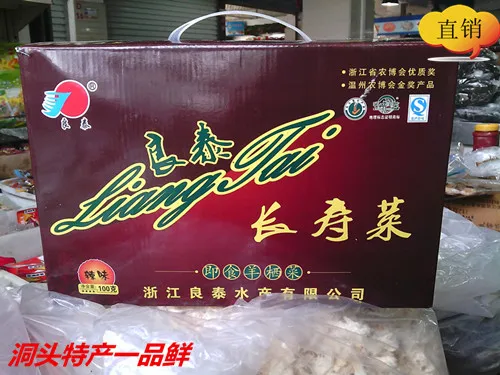 直销
R
良泰
·浙江省农博会优质奖
·温州农博会金奖产品
良泰
Liang Tai
长寿菜
即食羊栖菜
辣味
100克
浙江良泰水产有限公司
洞头特产一品鲜